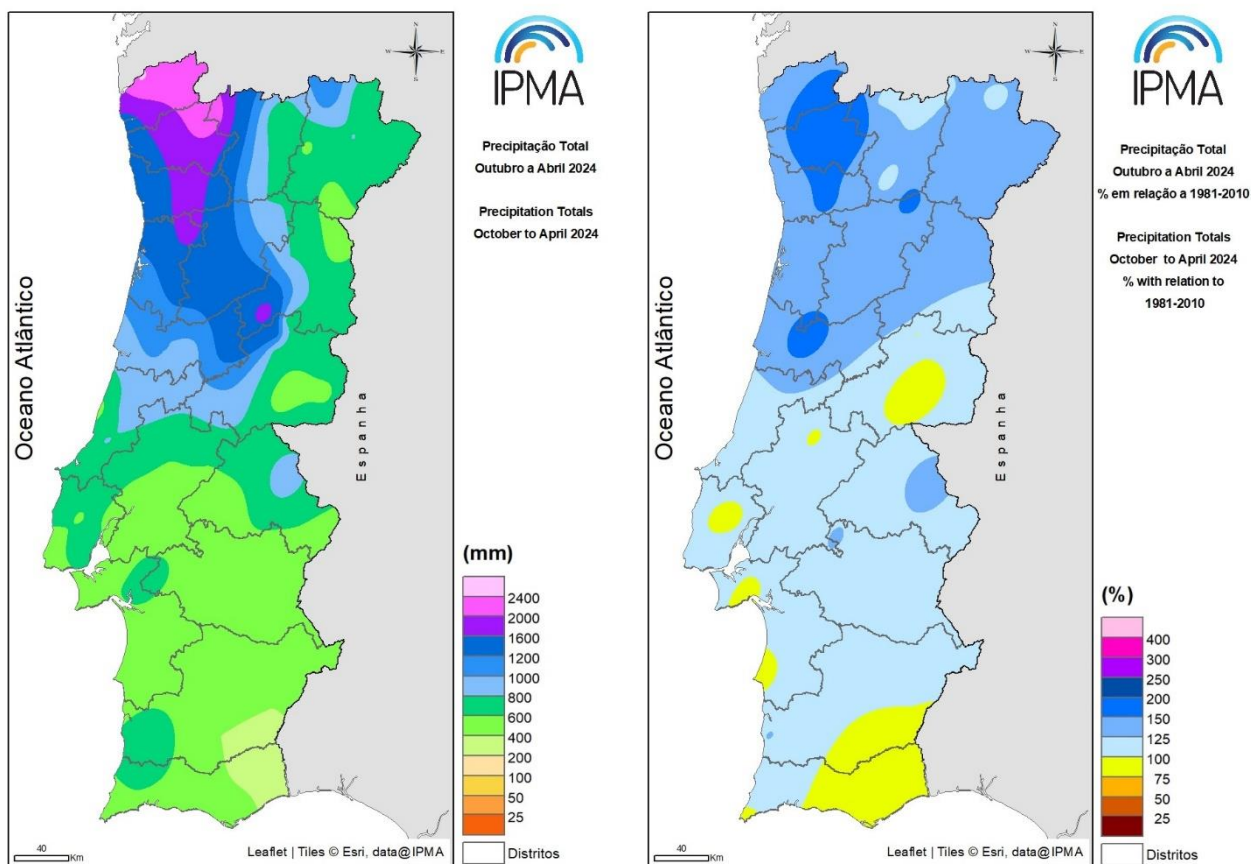 N
W
E
S
IPMA
Precipitação Total
Outubro a Abril 2024
Precipitation Totals
October to April 2024
Oceano Atlântico
Espanha
(mm)
2400
2000
1600
1200
1000
800
600
400
200
100
50
25
Distritos
40
Km
Leaflet | Tiles © Esri, data@IPMA
N
W
E
S
IPMA
Precipitação Total
Outubro a Abril 2024
% em relação a 1981-2010
Precipitation Totals
October to April 2024
% with relation to
1981-2010
Oceano Atlântico
Espanha
(%)
400
300
250
200
150
125
100
75
50
25
Distritos
40
Km
Leaflet | Tiles © Esri, data@IPMA